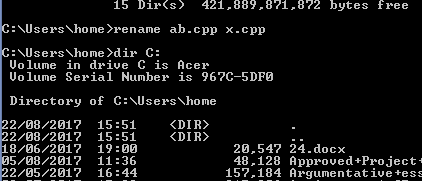 15 Dir(s) 421,889,871,872 bytes free
C:\Users\home>rename ab.cpp x.cpp
C:\Users\home>dir C:
Volume in drive C is Acer
Volume Serial Number is 967C-5DF0
Directory of C:\Users\home
22/08/2017 15:51 <DIR> .
22/08/2017 15:51 <DIR> ..
18/06/2017 19:00 20,547 24.docx
05/08/2017 11:36 48,128 Approved+Project+
22/05/2017 16:44 157,184 Argumentative+ess